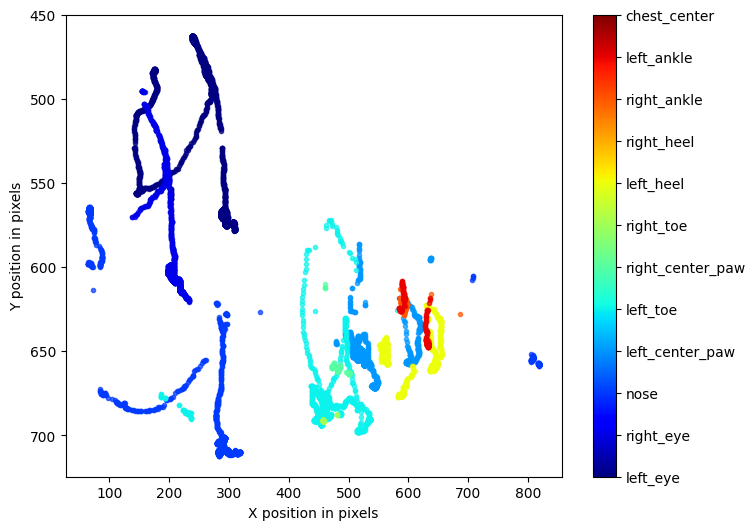 450
500
550
600
650
700
Y position in pixels
100
200
300
400
500
600
700
800
X position in pixels
chest_center
left_ankle
right_ankle
right_heel
left_heel
right_toe
right_center_paw
left_toe
left_center_paw
nose
right_eye
left_eye